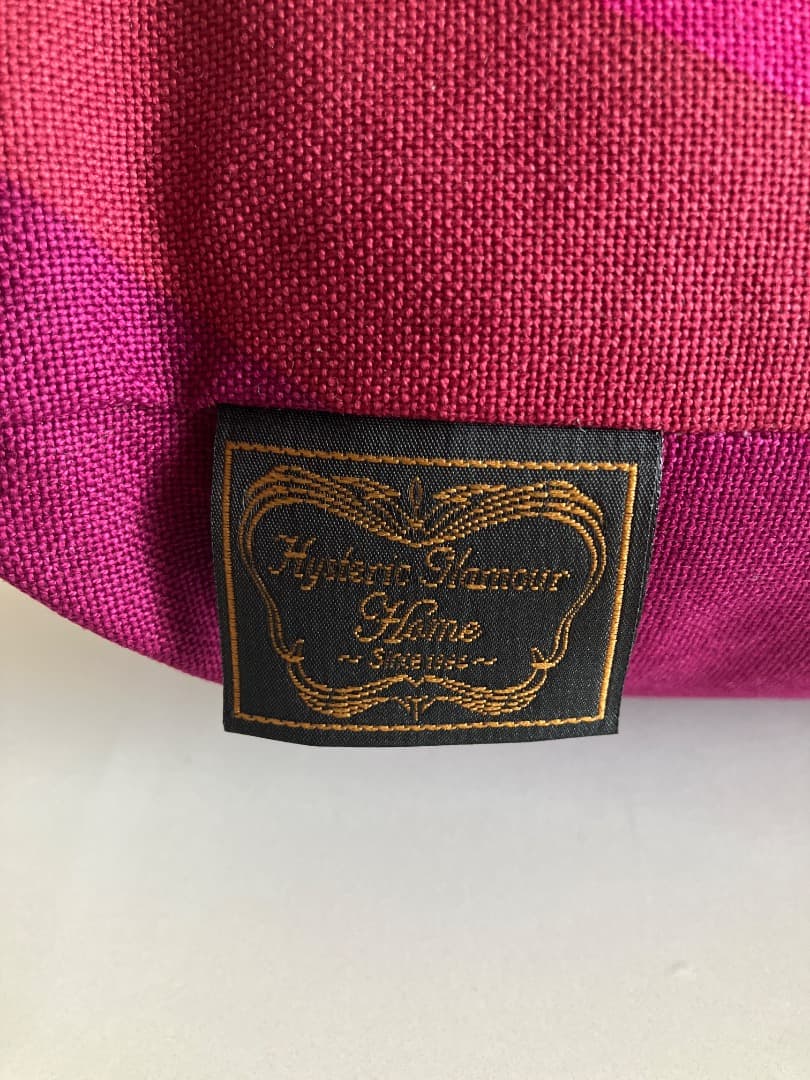 Hysteric Glamour
Home
~ Since ~